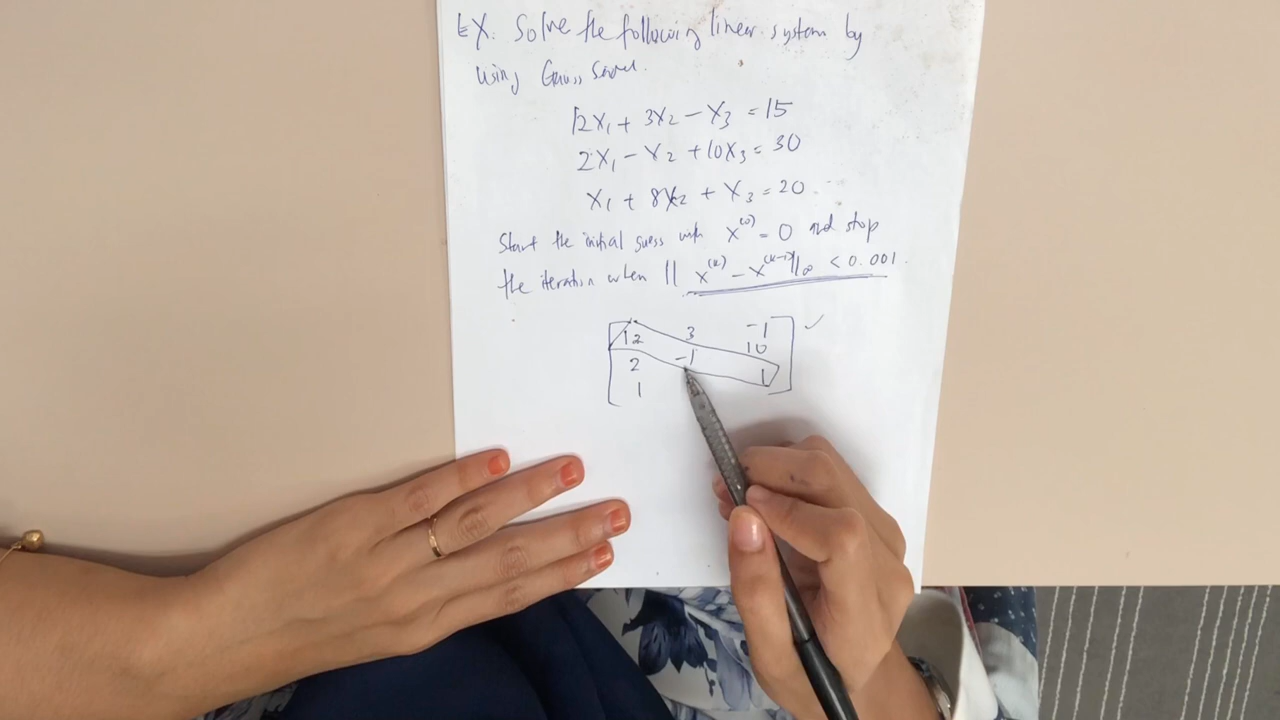 EX. Solve the following linear system by
using Gauss Seidel.
12X₁ + 3X₂ - X₃ = 15
2X₁ - X₂ + 10X₃ = 30
X₁ + 8X₂ + X₃ = 20
Start the initial guess with X⁽⁰⁾ = 0 and stop
the iteration when || X⁽ᵏ⁾ - X⁽ᵏ⁻¹⁾||∞ < 0.001.
12 3 -1
2 -1 10
1 1